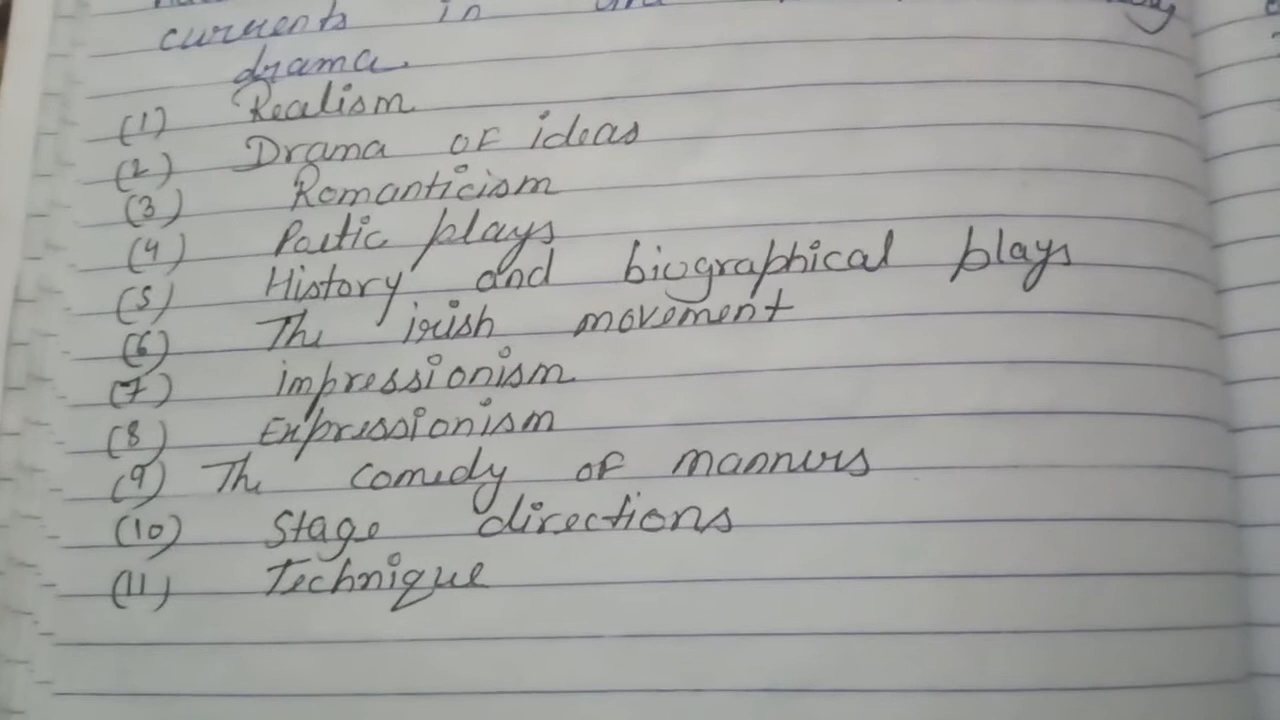 currents in
drama.
(1) Realism
(2) Drama of ideas
(3) Romanticism
(4) Poetic plays
(5) History and biographical plays
(6) The irish movement
(7) impressionism
(8) Expressionism
(9) The comedy of manners
(10) Stage directions
(11) Technique